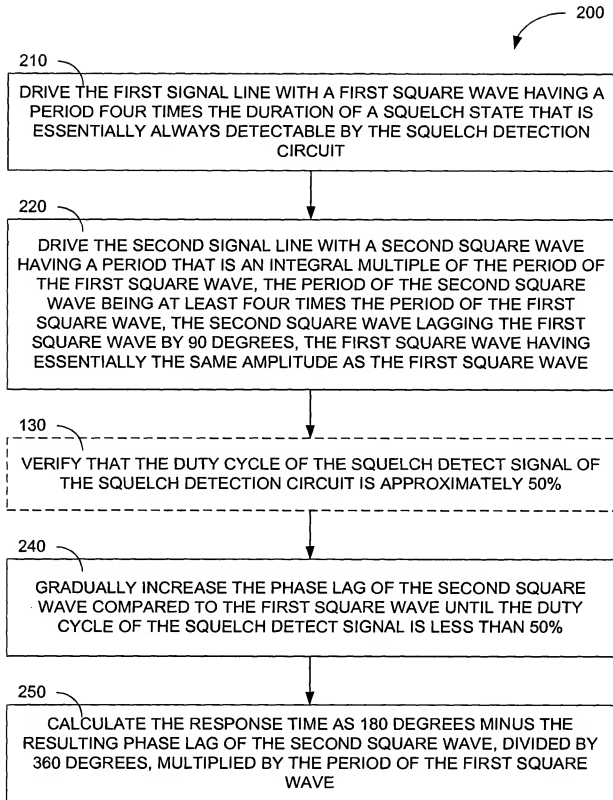 200
210
DRIVE THE FIRST SIGNAL LINE WITH A FIRST SQUARE WAVE HAVING A
PERIOD FOUR TIMES THE DURATION OF A SQUELCH STATE THAT IS
ESSENTIALLY ALWAYS DETECTABLE BY THE SQUELCH DETECTION
CIRCUIT
220
DRIVE THE SECOND SIGNAL LINE WITH A SECOND SQUARE WAVE
HAVING A PERIOD THAT IS AN INTEGRAL MULTIPLE OF THE PERIOD OF
THE FIRST SQUARE WAVE, THE PERIOD OF THE SECOND SQUARE
WAVE BEING AT LEAST FOUR TIMES THE PERIOD OF THE FIRST
SQUARE WAVE, THE SECOND SQUARE WAVE LAGGING THE FIRST
SQUARE WAVE BY 90 DEGREES, THE FIRST SQUARE WAVE HAVING
ESSENTIALLY THE SAME AMPLITUDE AS THE FIRST SQUARE WAVE
130
VERIFY THAT THE DUTY CYCLE OF THE SQUELCH DETECT SIGNAL OF
THE SQUELCH DETECTION CIRCUIT IS APPROXIMATELY 50%
240
GRADUALLY INCREASE THE PHASE LAG OF THE SECOND SQUARE
WAVE COMPARED TO THE FIRST SQUARE WAVE UNTIL THE DUTY
CYCLE OF THE SQUELCH DETECT SIGNAL IS LESS THAN 50%
250
CALCULATE THE RESPONSE TIME AS 180 DEGREES MINUS THE
RESULTING PHASE LAG OF THE SECOND SQUARE WAVE, DIVIDED BY
360 DEGREES, MULTIPLIED BY THE PERIOD OF THE FIRST SQUARE
WAVE